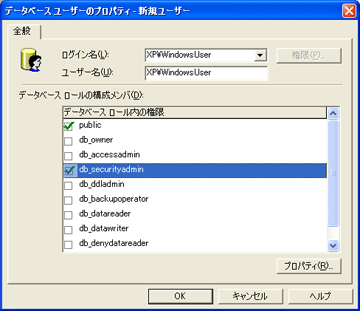 データベース ユーザーのプロパティ - 新規ユーザー
全般
ログイン名(L):
XP¥WindowsUser
権限(P)...
ユーザー名(U):
XP¥WindowsUser
データベース ロールの構成メンバ(D):
データベース ロール内の権限
public
db_owner
db_accessadmin
db_securityadmin
db_ddladmin
db_backupoperator
db_datareader
db_datawriter
db_denydatareader
プロパティ(R)...
OK
キャンセル
ヘルプ